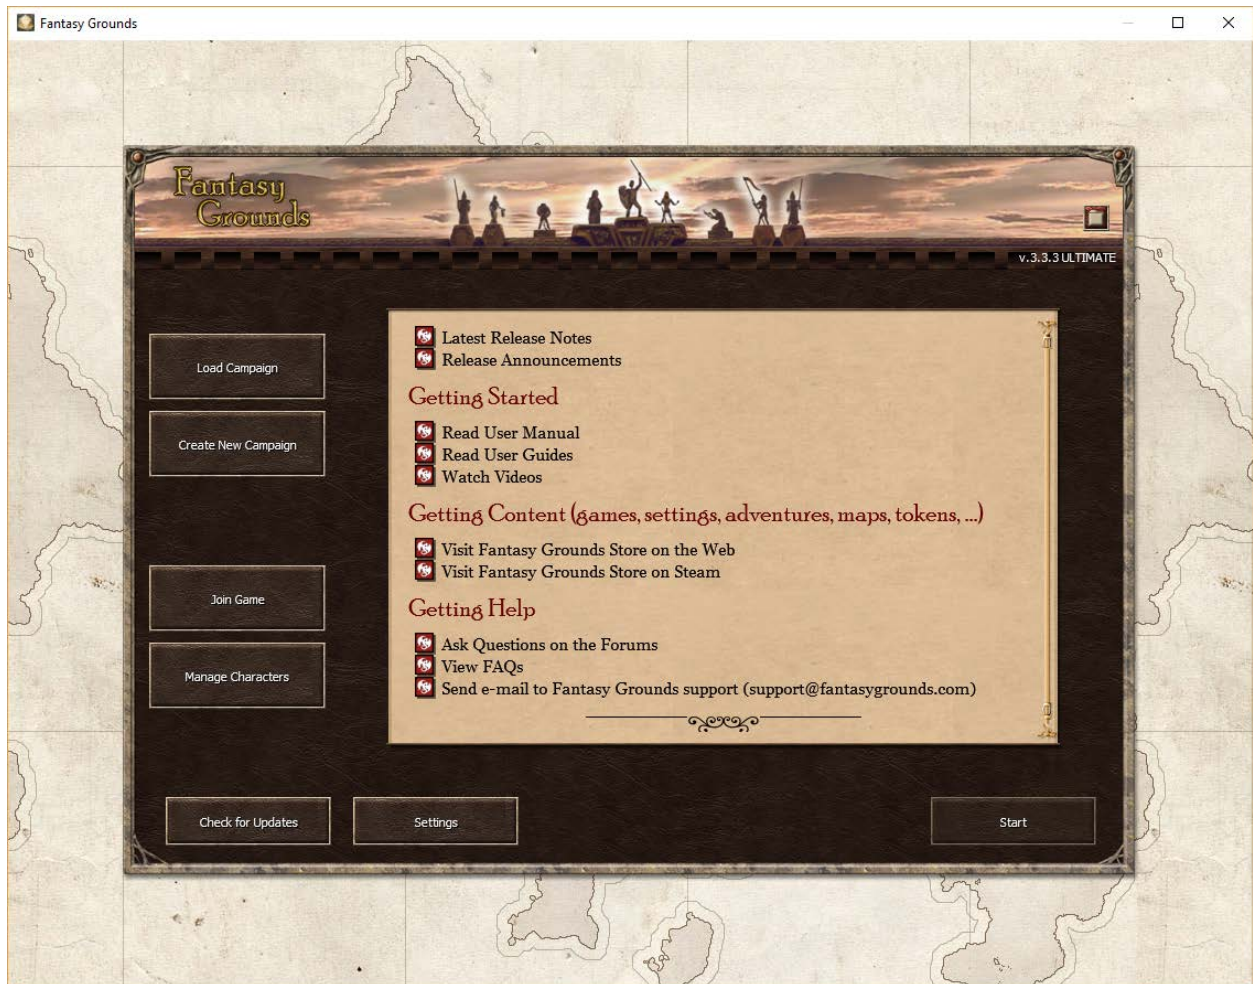 Fantasy Grounds
Fantasy
Grounds
v.3.3.3 ULTIMATE
Load Campaign
Create New Campaign
Join Game
Manage Characters
Latest Release Notes
Release Announcements
Getting Started
Read User Manual
Read User Guides
Watch Videos
Getting Content (games, settings, adventures, maps, tokens, ...)
Visit Fantasy Grounds Store on the Web
Visit Fantasy Grounds Store on Steam
Getting Help
Ask Questions on the Forums
View FAQs
Send e-mail to Fantasy Grounds support (support@fantasygrounds.com)
Check for Updates
Settings
Start